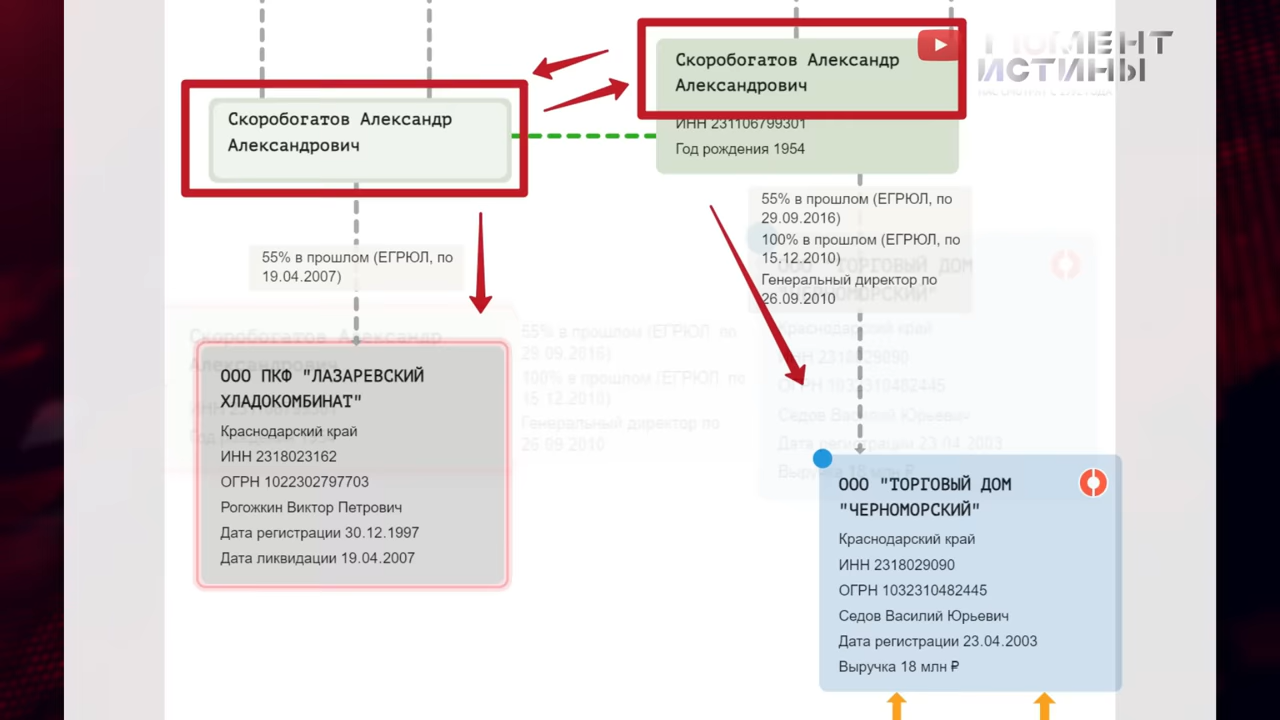 Скоробогатов Александр
Александрович
55% в прошлом (ЕГРЮЛ, по
19.04.2007)
ООО ПКФ "ЛАЗАРЕВСКИЙ
ХЛАДОКОМБИНАТ"
Краснодарский край
ИНН 2318023162
ОГРН 1022302797703
Рогожкин Виктор Петрович
Дата регистрации 30.12.1997
Дата ликвидации 19.04.2007
Скоробогатов Александр
Александрович
ИНН 231106799301
Год рождения 1954
55% в прошлом (ЕГРЮЛ, по
29.09.2016)
100% в прошлом (ЕГРЮЛ, по
15.12.2010)
Генеральный директор по
26.09.2010)
ООО "ТОРГОВЫЙ ДОМ
"ЧЕРНОМОРСКИЙ"
Краснодарский край
ИНН 2318029090
ОГРН 1032310482445
Седов Василий Юрьевич
Дата регистрации 23.04.2003
Выручка 18 млн ₽
МОМЕНТ
ИСТИНЫ